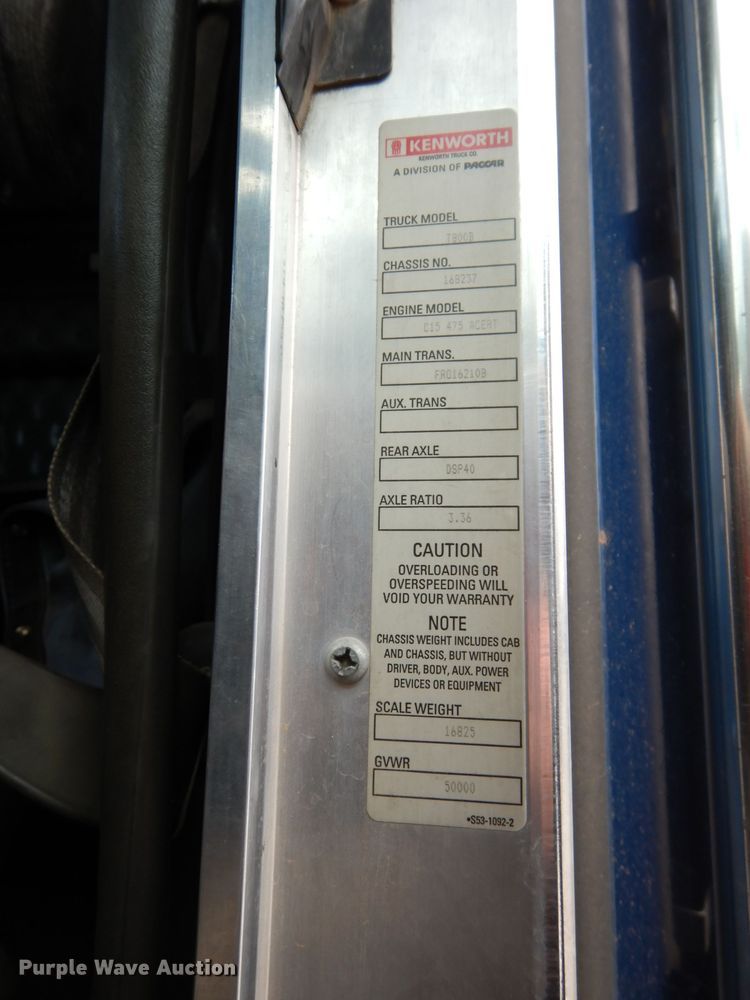 KENWORTH
KENWORTH TRUCK CO.
A DIVISION OF PACCAR
TRUCK MODEL
T800B
CHASSIS NO.
168237
ENGINE MODEL
C15 475 ACERT
MAIN TRANS.
FRO16210B
AUX. TRANS
REAR AXLE
DSP40
AXLE RATIO
3.36
CAUTION
OVERLOADING OR
OVERSPEEDING WILL
VOID YOUR WARRANTY
NOTE
CHASSIS WEIGHT INCLUDES CAB
AND CHASSIS, BUT WITHOUT
DRIVER, BODY, AUX. POWER
DEVICES OR EQUIPMENT
SCALE WEIGHT
16825
GVWR
50000
•S53-1092-2
Purple Wave Auction